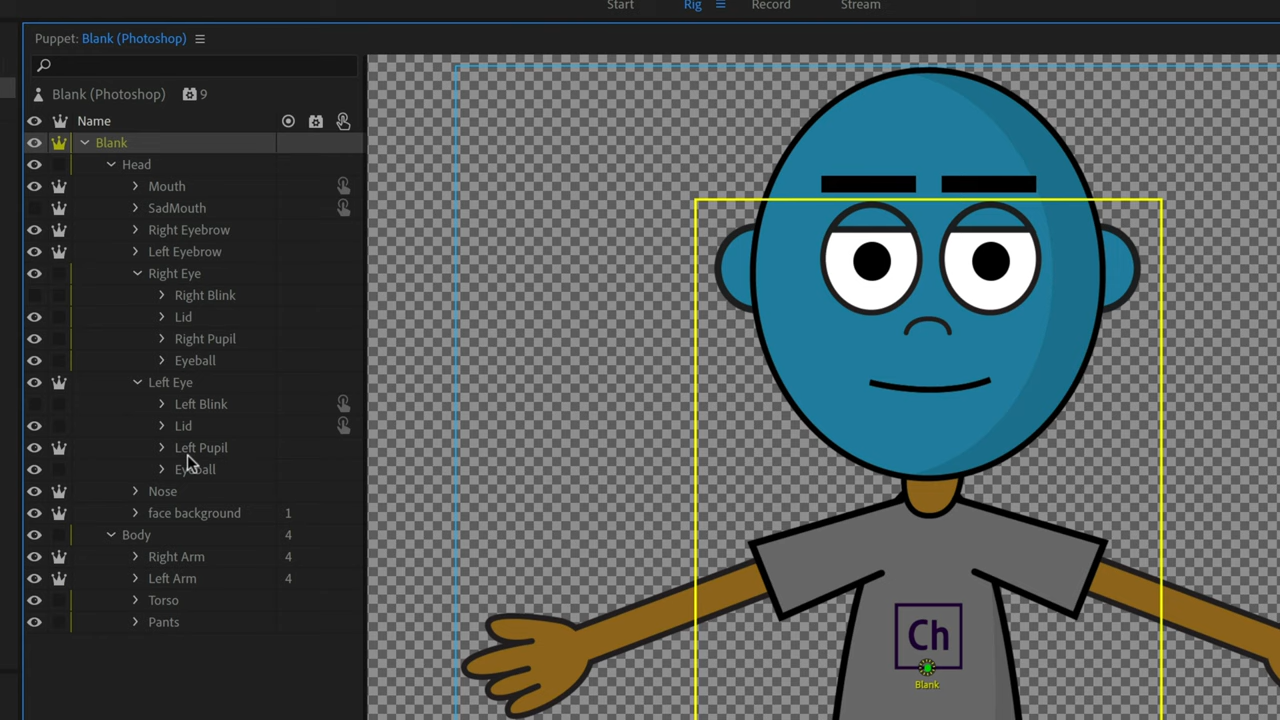 Start Rig Record Stream
Puppet: Blank (Photoshop)
Blank (Photoshop) 9
Name
Blank
Head
Mouth
SadMouth
Right Eyebrow
Left Eyebrow
Right Eye
Right Blink
Lid
Right Pupil
Eyeball
Left Eye
Left Blink
Lid
Left Pupil
Eyeball
Nose
face background 1
Body 4
Right Arm 4
Left Arm 4
Torso
Pants
Ch
Blank